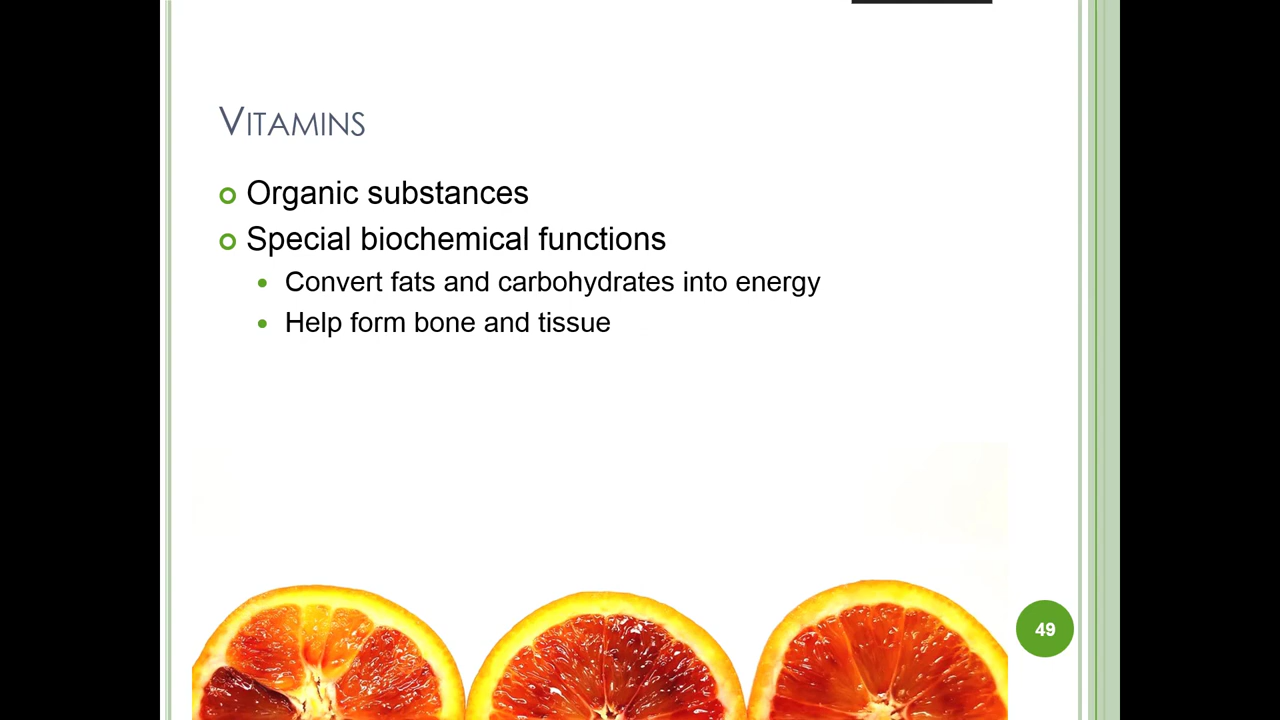 Vitamins
Organic substances
Special biochemical functions
Convert fats and carbohydrates into energy
Help form bone and tissue
49